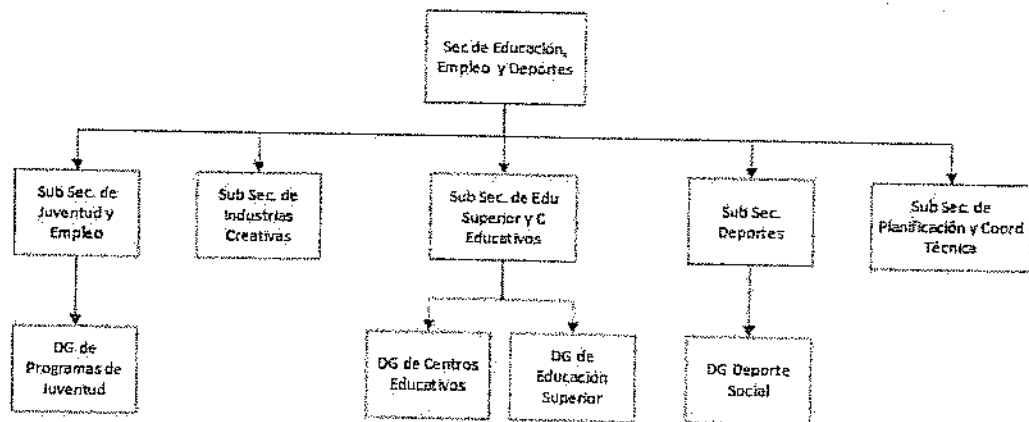 Sec de Educación,
Empleo y Deportes
Sub Sec. de
Juventud y
Empleo
Sub Sec. de
Industrias
Creativas
Sub Sec. de Edu
Superior y C
Educativos
Sub Sec.
Deportes
Sub Sec. de
Planificación y Coord
Técnica
DG de
Programas de
Juventud
DG de Centros
Educativos
DG de
Educación
Superior
DG Deporte
Social